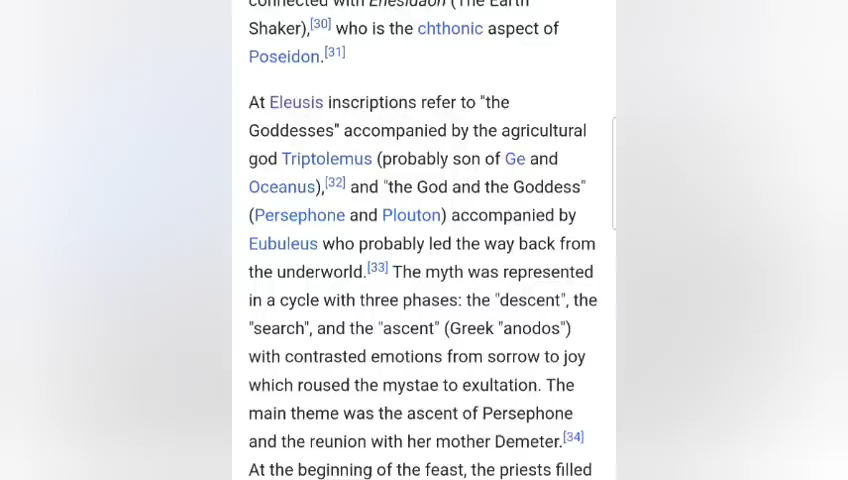 connected with Enesidaon (The Earth
Shaker),[30] who is the chthonic aspect of
Poseidon.[31]
At Eleusis inscriptions refer to "the
Goddesses" accompanied by the agricultural
god Triptolemus (probably son of Ge and
Oceanus),[32] and "the God and the Goddess"
(Persephone and Plouton) accompanied by
Eubuleus who probably led the way back from
the underworld.[33] The myth was represented
in a cycle with three phases: the "descent", the
"search", and the "ascent" (Greek "anodos")
with contrasted emotions from sorrow to joy
which roused the mystae to exultation. The
main theme was the ascent of Persephone
and the reunion with her mother Demeter.[34]
At the beginning of the feast, the priests filled